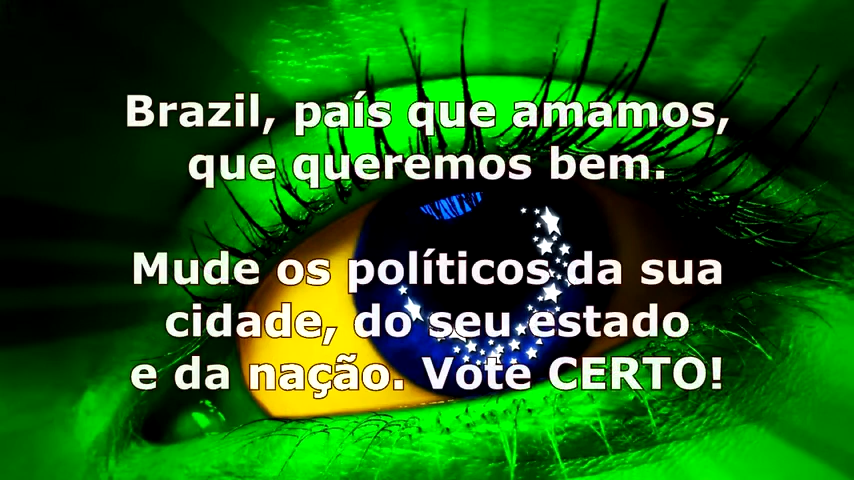 Brazil, país que amamos,
que queremos bem.
Mude os políticos da sua
cidade, do seu estado
e da nação. Vote CERTO!